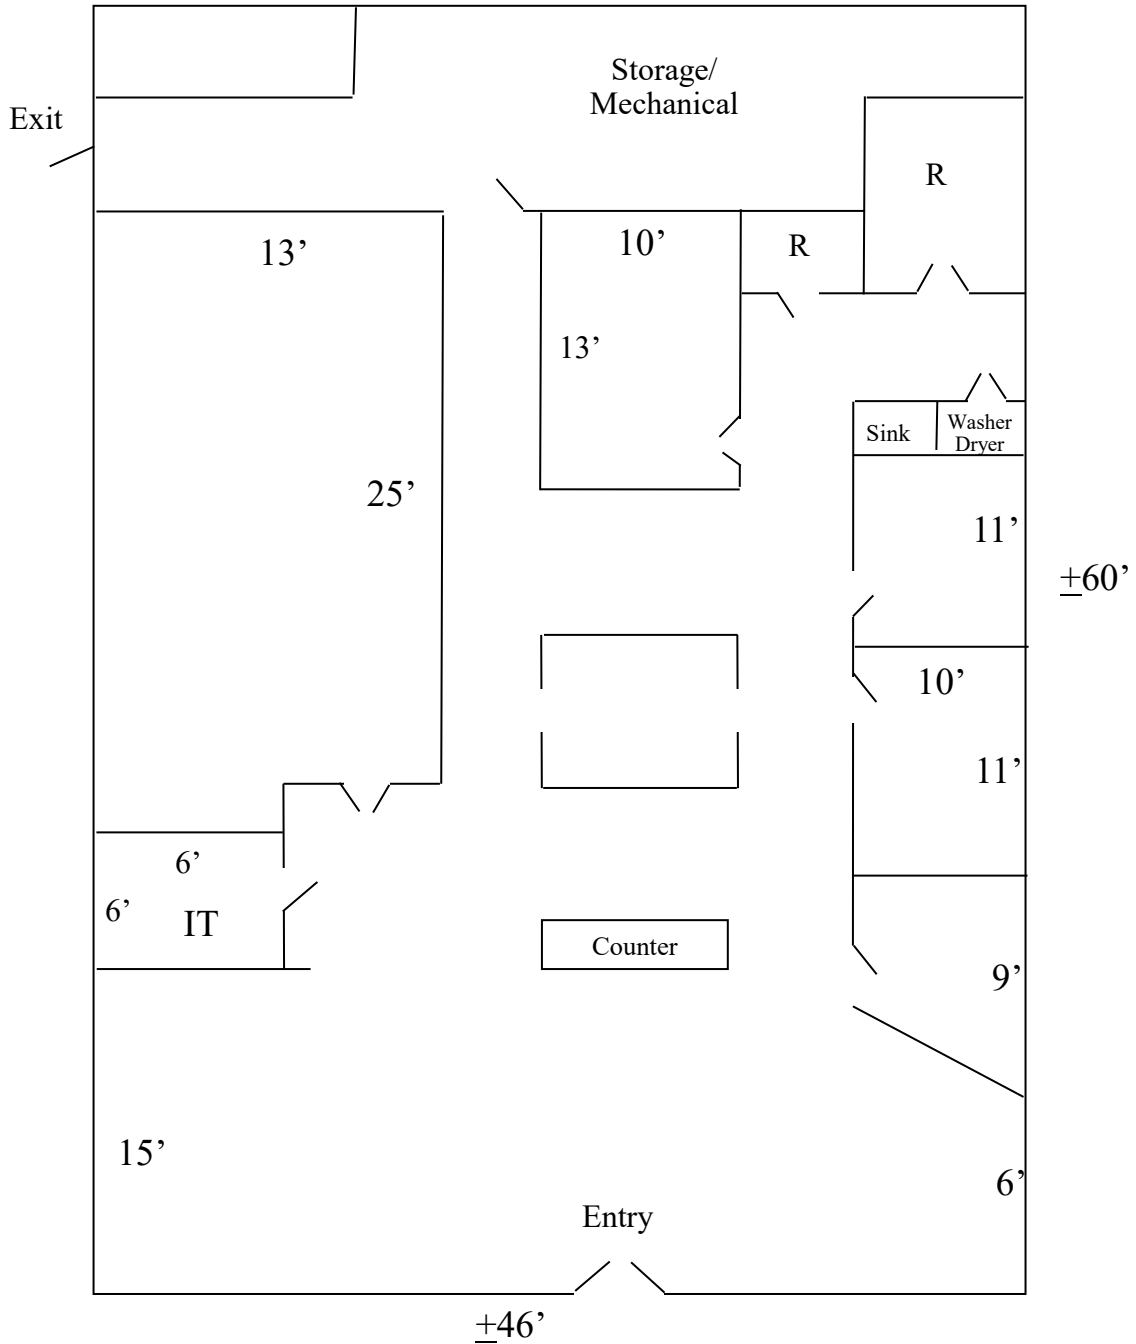 Storage/
Mechanical
Exit
R
13’
10’
R
13’
Sink
Washer
Dryer
25’
11’
±60’
10’
11’
6’
6’
IT
Counter
9’
15’
6’
Entry
±46’